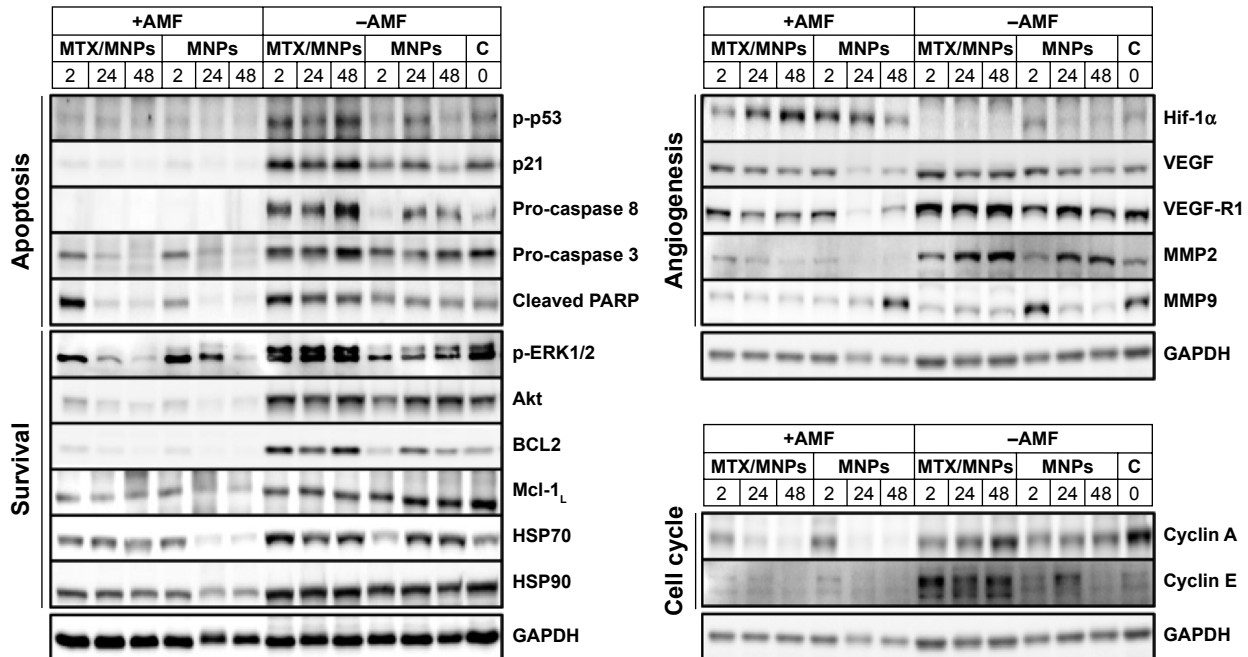 +AMF –AMF
MTX/MNPs MNPs MTX/MNPs MNPs C
2 24 48 2 24 48 2 24 48 2 24 48 0
Apoptosis
p-p53
p21
Pro-caspase 8
Pro-caspase 3
Cleaved PARP
Survival
p-ERK1/2
Akt
BCL2
Mcl-1L
HSP70
HSP90
GAPDH
+AMF –AMF
MTX/MNPs MNPs MTX/MNPs MNPs C
2 24 48 2 24 48 2 24 48 2 24 48 0
Angiogenesis
Hif-1α
VEGF
VEGF-R1
MMP2
MMP9
GAPDH
+AMF –AMF
MTX/MNPs MNPs MTX/MNPs MNPs C
2 24 48 2 24 48 2 24 48 2 24 48 0
Cell cycle
Cyclin A
Cyclin E
GAPDH